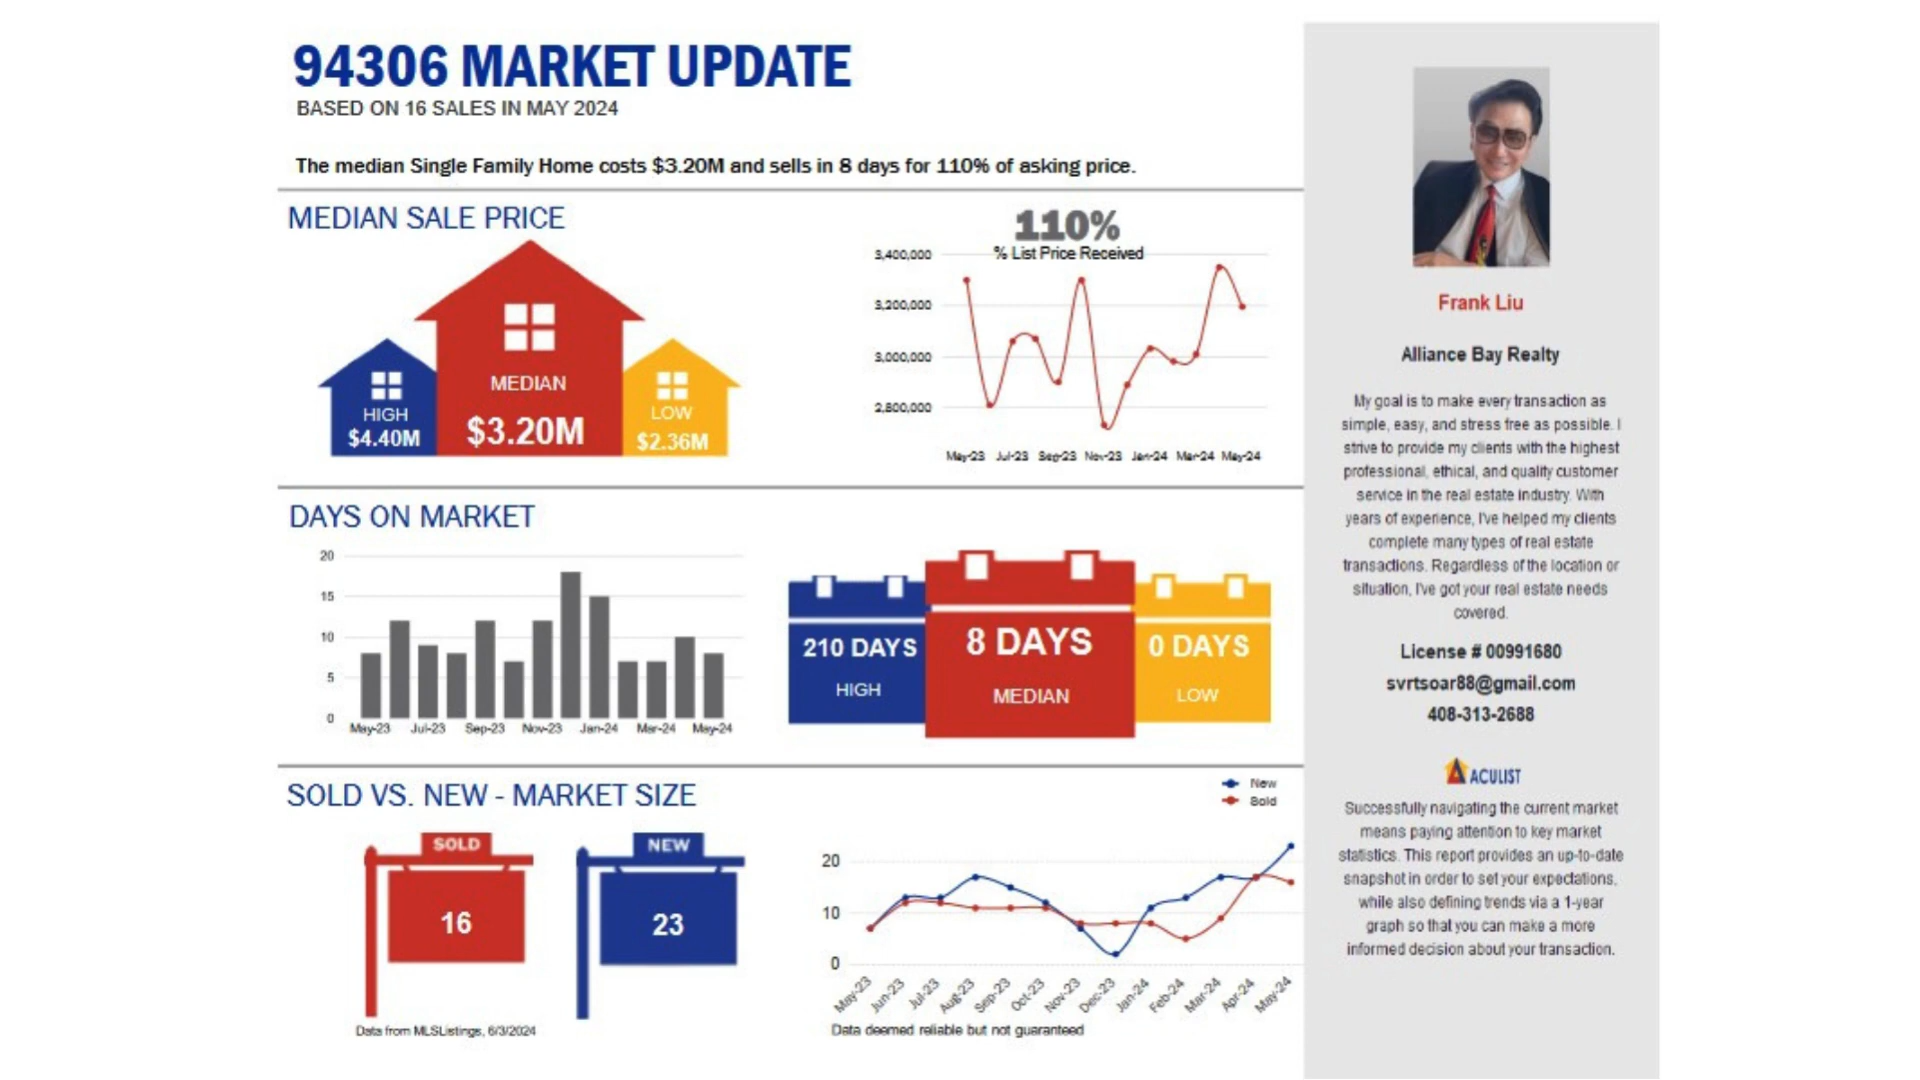 94306 MARKET UPDATE
BASED ON 16 SALES IN MAY 2024
The median Single Family Home costs $3.20M and sells in 8 days for 110% of asking price.
MEDIAN SALE PRICE
HIGH
$4.40M
MEDIAN
$3.20M
LOW
$2.36M
110%
% List Price Received
3,400,000
3,200,000
3,000,000
2,800,000
May-23 Jul-23 Sep-23 Nov-23 Jan-24 Mar-24 May-24
DAYS ON MARKET
20
15
10
5
0
May-23 Jul-23 Sep-23 Nov-23 Jan-24 Mar-24 May-24
210 DAYS
HIGH
8 DAYS
MEDIAN
0 DAYS
LOW
SOLD VS. NEW - MARKET SIZE
SOLD
16
NEW
23
New
Sold
20
10
0
May-23 Jun-23 Jul-23 Aug-23 Sep-23 Oct-23 Nov-23 Dec-23 Jan-24 Feb-24 Mar-24 Apr-24 May-24
Data from MLSListings, 6/3/2024
Data deemed reliable but not guaranteed
Frank Liu
Alliance Bay Realty
My goal is to make every transaction as
simple, easy, and stress free as possible. I
strive to provide my clients with the highest
professional, ethical, and quality customer
service in the real estate industry. With
years of experience, I've helped my clients
complete many types of real estate
transactions. Regardless of the location or
situation, I've got your real estate needs
covered.
License # 00991680
svrtsoar88@gmail.com
408-313-2688
ACULIST
Successfully navigating the current market
means paying attention to key market
statistics. This report provides an up-to-date
snapshot in order to set your expectations,
while also defining trends via a 1-year
graph so that you can make a more
informed decision about your transaction.